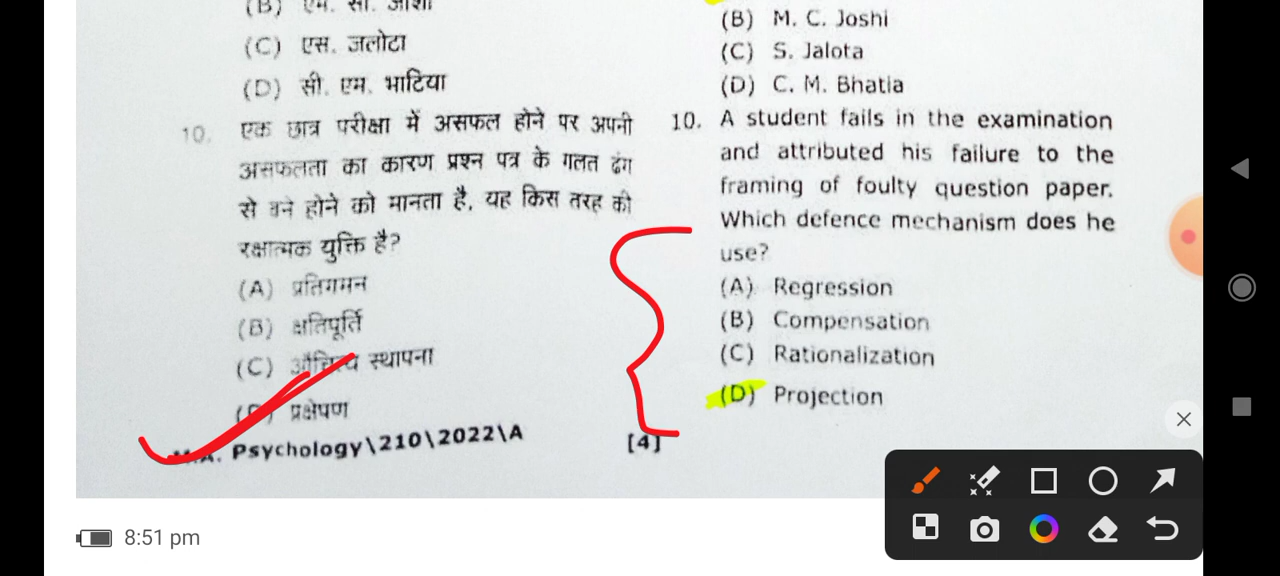 (B) एम. सी. जोशी
(C) एस. जलोटा
(D) सी. एम. भाटिया
10. एक छात्र परीक्षा में असफल होने पर अपनी
असफलता का कारण प्रश्न पत्र के गलत ढंग
से बने होने को मानता है, यह किस तरह की
रक्षात्मक युक्ति है?
(A) प्रतिगमन
(B) क्षतिपूर्ति
(C) औचित्य स्थापना
प्रक्षेपण
M.A. Psychology\210\2022\A
[4]
(B) M. C. Joshi
(C) S. Jalota
(D) C. M. Bhatia
10. A student fails in the examination
and attributed his failure to the
framing of foulty question paper.
Which defence mechanism does he
use?
(A) Regression
(B) Compensation
(C) Rationalization
(D) Projection
8:51 pm